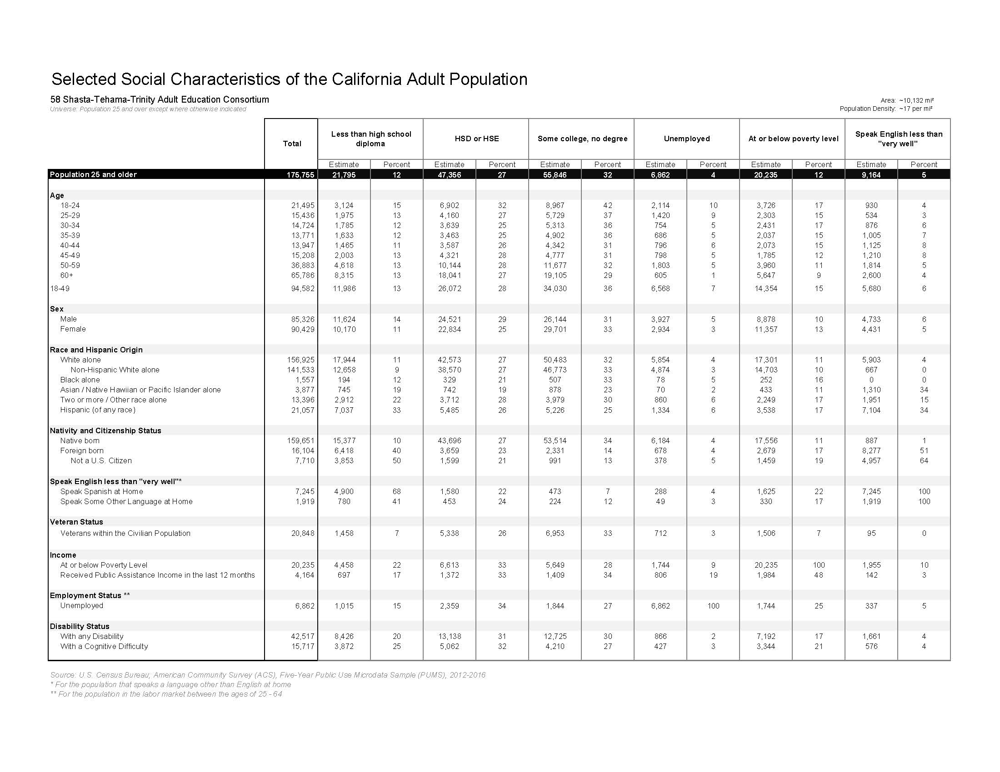 Selected Social Characteristics of the California Adult Population
58 Shasta-Tehama-Trinity Adult Education Consortium
Area: ~10,132 mi²
Universe: Population 25 and over except where otherwise indicated
Population Density: ~17 per mi²
Total Less than high school diploma HSD or HSE Some college, no degree Unemployed At or below poverty level Speak English less than "very well"
Estimate Percent Estimate Percent Estimate Percent Estimate Percent Estimate Percent Estimate Percent
Population 25 and older 175,755 21,795 12 47,356 27 55,846 32 6,862 4 20,235 12 9,164 5
Age
18-24 21,495 3,124 15 6,902 32 8,967 42 2,114 10 3,726 17 930 4
25-29 15,436 1,975 13 4,160 27 5,729 37 1,420 9 2,303 15 534 3
30-34 14,724 1,785 12 3,639 25 5,313 36 754 5 2,431 17 876 6
35-39 13,771 1,633 12 3,463 25 4,902 36 686 5 2,037 15 1,005 7
40-44 13,947 1,465 11 3,587 26 4,342 31 796 6 2,073 15 1,125 8
45-49 15,208 2,003 13 4,321 28 4,777 31 798 5 1,785 12 1,210 8
50-59 36,883 4,618 13 10,144 28 11,677 32 1,803 5 3,960 11 1,814 5
60+ 65,786 8,315 13 18,041 27 19,105 29 605 1 5,647 9 2,600 4
18-49 94,582 11,986 13 26,072 28 34,030 36 6,568 7 14,354 15 5,680 6
Sex
Male 85,326 11,624 14 24,521 29 26,144 31 3,927 5 8,878 10 4,733 6
Female 90,429 10,170 11 22,834 25 29,701 33 2,934 3 11,357 13 4,431 5
Race and Hispanic Origin
White alone 156,925 17,944 11 42,573 27 50,483 32 5,854 4 17,301 11 5,903 4
Non-Hispanic White alone 141,533 12,658 9 38,570 27 46,773 33 4,874 3 14,703 10 667 0
Black alone 1,557 194 12 329 21 507 33 78 5 252 16 0 0
Asian / Native Hawiian or Pacific Islander alone 3,877 745 19 742 19 878 23 70 2 433 11 1,310 34
Two or more / Other race alone 13,396 2,912 22 3,712 28 3,979 30 860 6 2,249 17 1,951 15
Hispanic (of any race) 21,057 7,037 33 5,485 26 5,226 25 1,334 6 3,538 17 7,104 34
Nativity and Citizenship Status
Native born 159,651 15,377 10 43,696 27 53,514 34 6,184 4 17,556 11 887 1
Foreign born 16,104 6,418 40 3,659 23 2,331 14 678 4 2,679 17 8,277 51
Not a U.S. Citizen 7,710 3,853 50 1,599 21 991 13 378 5 1,459 19 4,957 64
Speak English less than "very well"*
Speak Spanish at Home 7,245 4,900 68 1,580 22 473 7 288 4 1,625 22 7,245 100
Speak Some Other Language at Home 1,919 780 41 453 24 224 12 49 3 330 17 1,919 100
Veteran Status
Veterans within the Civilian Population 20,848 1,458 7 5,338 26 6,953 33 712 3 1,506 7 95 0
Income
At or below Poverty Level 20,235 4,458 22 6,613 33 5,649 28 1,744 9 20,235 100 1,955 10
Received Public Assistance Income in the last 12 months 4,164 697 17 1,372 33 1,409 34 806 19 1,984 48 142 3
Employment Status **
Unemployed 6,862 1,015 15 2,359 34 1,844 27 6,862 100 1,744 25 337 5
Disability Status
With any Disability 42,517 8,426 20 13,138 31 12,725 30 866 2 7,192 17 1,661 4
With a Cognitive Difficulty 15,717 3,872 25 5,062 32 4,210 27 427 3 3,344 21 576 4
Source: U.S. Census Bureau; American Community Survey (ACS), Five-Year Public Use Microdata Sample (PUMS), 2012-2016
* For the population that speaks a language other than English at home
** For the population in the labor market between the ages of 25 - 64